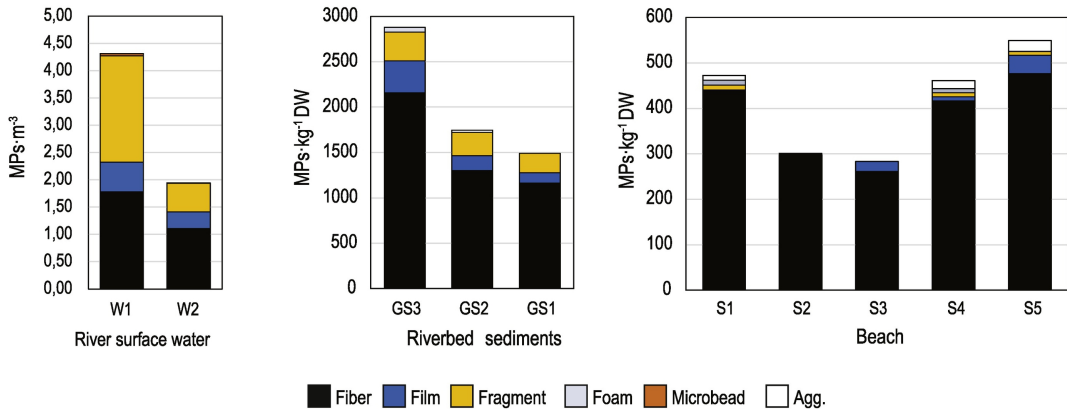 5,00
4,50
4,00
3,50
3,00
2,50
2,00
1,50
1,00
0,50
0,00
MPs·m⁻³
W1 W2
River surface water
3000
2500
2000
1500
1000
500
0
MPs·kg⁻¹ DW
GS3 GS2 GS1
Riverbed sediments
600
500
400
300
200
100
0
MPs·kg⁻¹ DW
S1 S2 S3 S4 S5
Beach
Fiber Film Fragment Foam Microbead Agg.